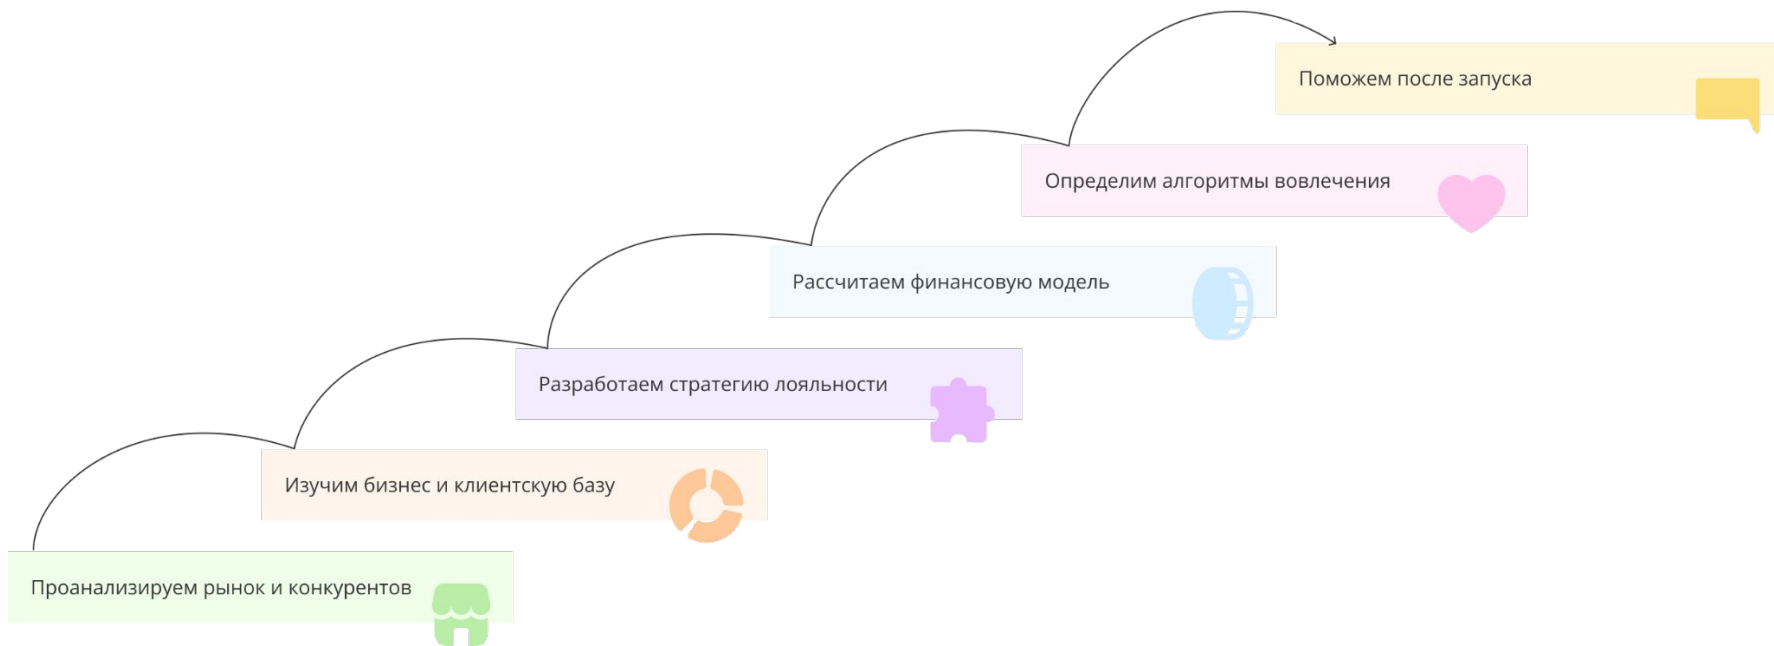 Поможем после запуска
Определим алгоритмы вовлечения
Рассчитаем финансовую модель
Разработаем стратегию лояльности
Изучим бизнес и клиентскую базу
Проанализируем рынок и конкурентов